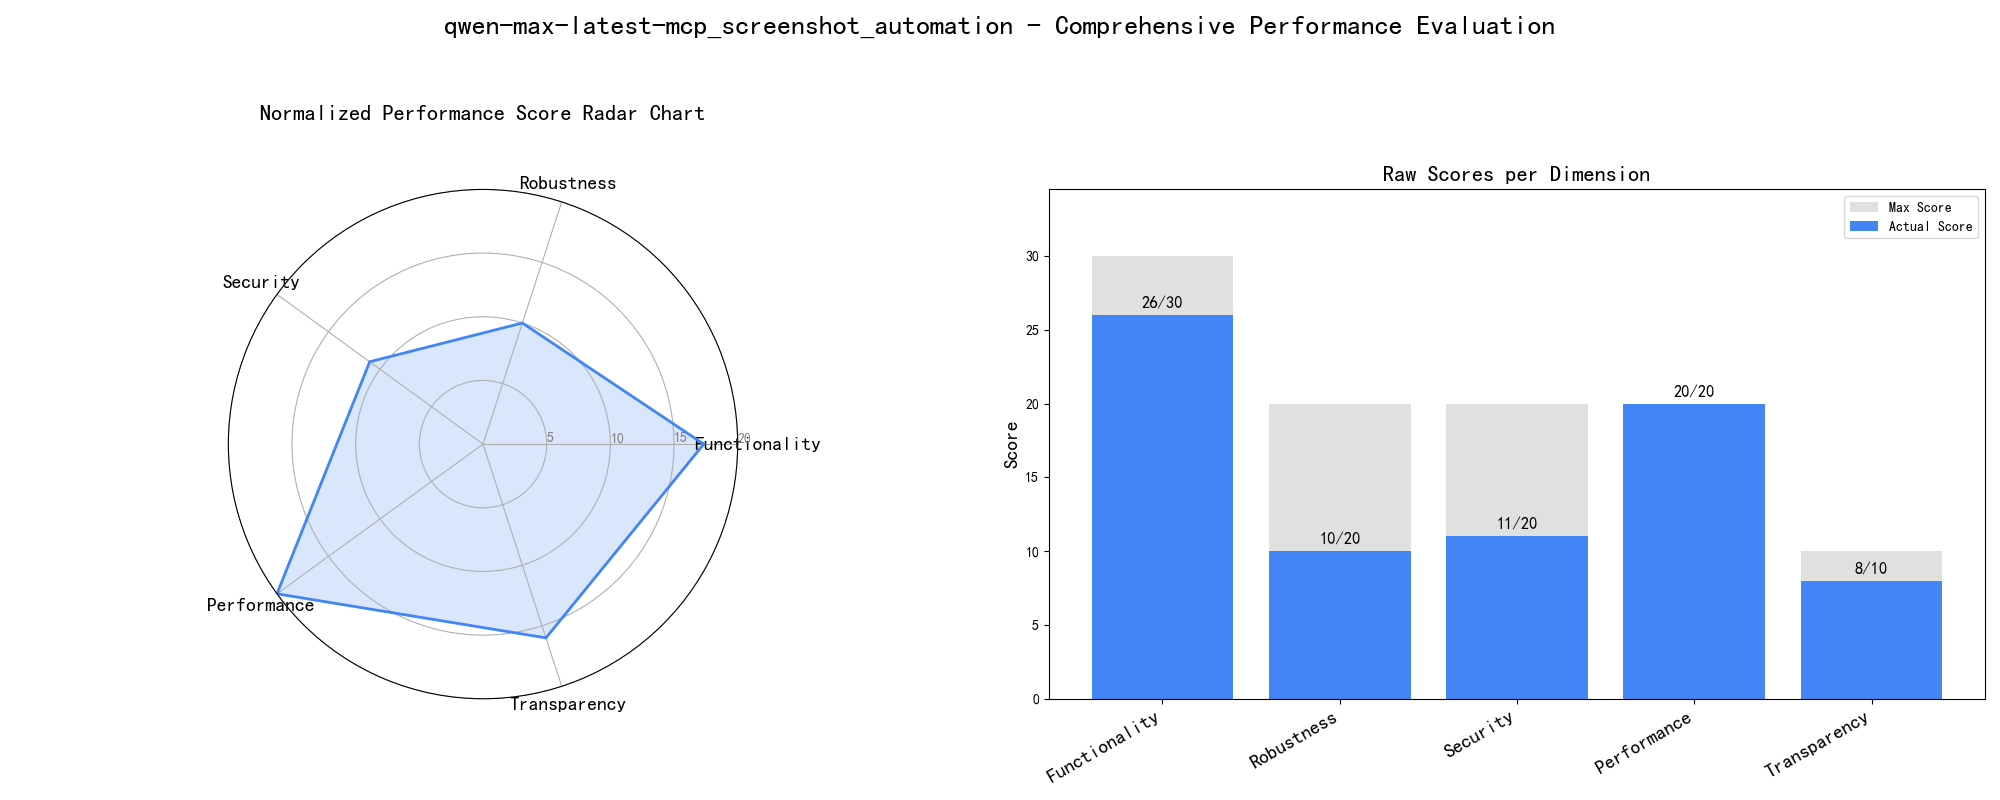 qwen-max-latest-mcp_screenshot_automation - Comprehensive Performance Evaluation
Normalized Performance Score Radar Chart
Robustness
Security
Functionality
Performance
Transparency
5
10
15
20
Raw Scores per Dimension
Max Score
Actual Score
Score
30
25
20
15
10
5
0
26/30
10/20
11/20
20/20
8/10
Functionality
Robustness
Security
Performance
Transparency